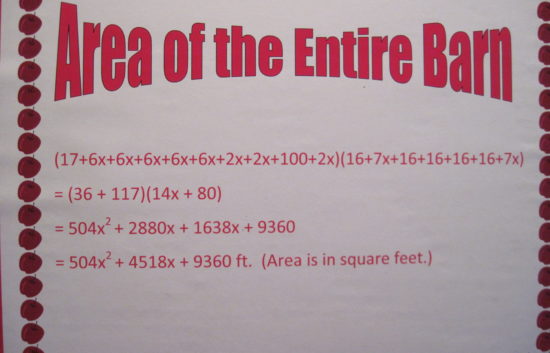 Area of the Entire Barn
(17+6x+6x+6x+6x+6x+2x+2x+100+2x)(16+7x+16+16+16+16+7x)
= (36 + 117)(14x + 80)
= 504x² + 2880x + 1638x + 9360
= 504x² + 4518x + 9360 ft. (Area is in square feet.)